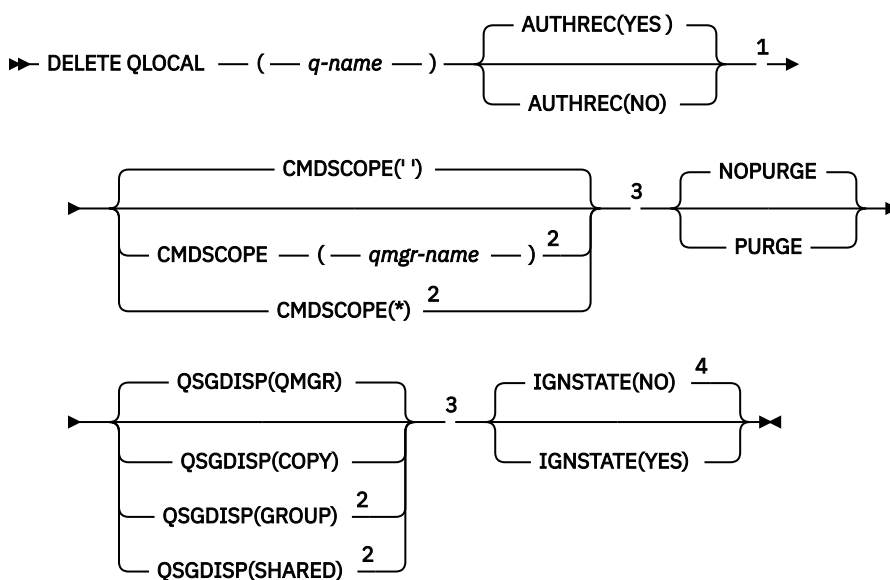 AUTHREC(YES )
DELETE QLOCAL ( q-name ) 1
AUTHREC(NO)
CMDSCOPE(' ') NOPURGE
3
CMDSCOPE ( qmgr-name ) 2 PURGE
CMDSCOPE(*) 2
QSGDISP(QMGR) IGNSTATE(NO) 4
3
QSGDISP(COPY) IGNSTATE(YES)
QSGDISP(GROUP) 2
QSGDISP(SHARED) 2